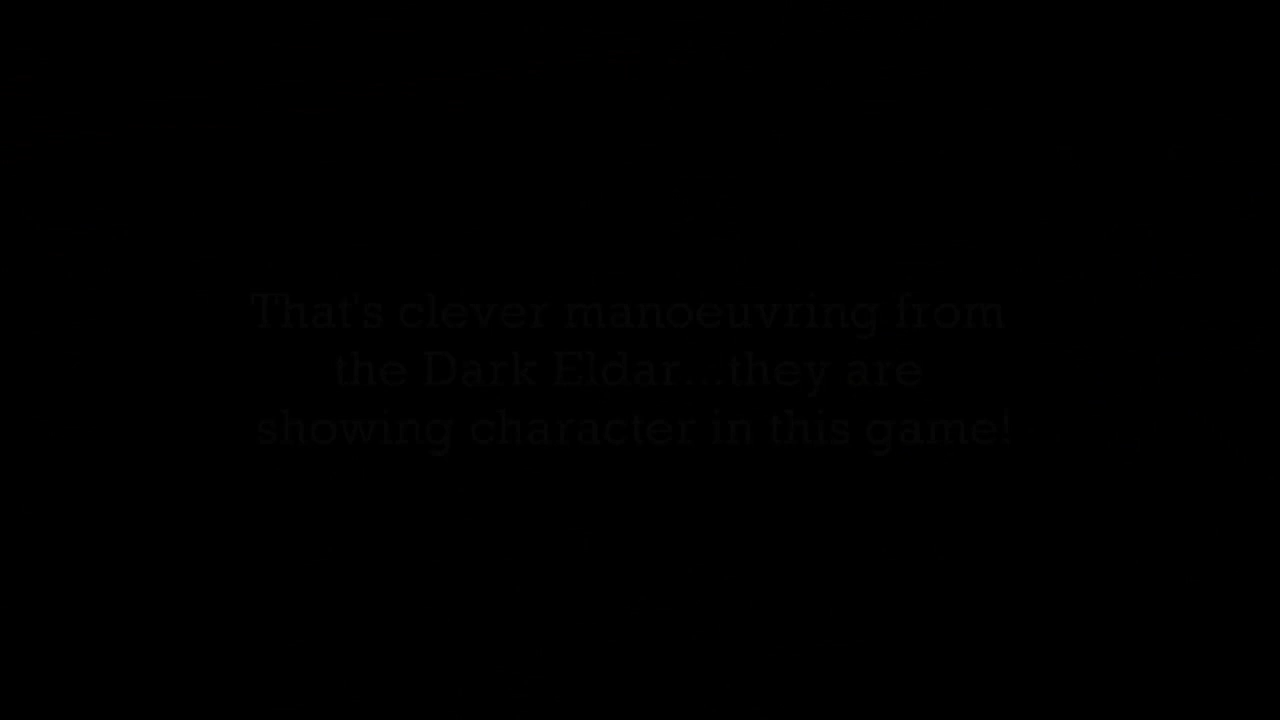 That's clever manoeuvring from
the Dark Eldar...they are
showing character in this game!